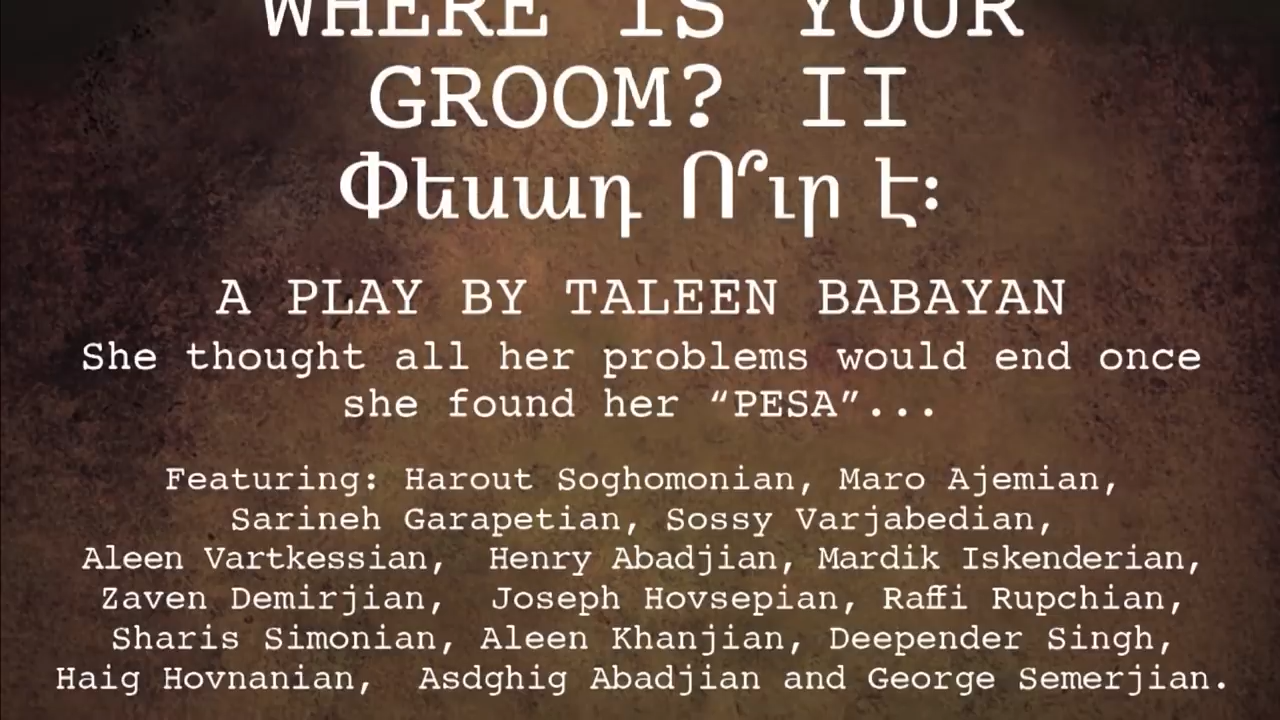 WHERE IS YOUR
GROOM? II
Փեսադ Ո՞ւր է։
A PLAY BY TALEEN BABAYAN
She thought all her problems would end once
she found her “PESA”...
Featuring: Harout Soghomonian, Maro Ajemian,
Sarineh Garapetian, Sossy Varjabedian,
Aleen Vartkessian, Henry Abadjian, Mardik Iskenderian,
Zaven Demirjian, Joseph Hovsepian, Raffi Rupchian,
Sharis Simonian, Aleen Khanjian, Deepender Singh,
Haig Hovnanian, Asdghig Abadjian and George Semerjian.